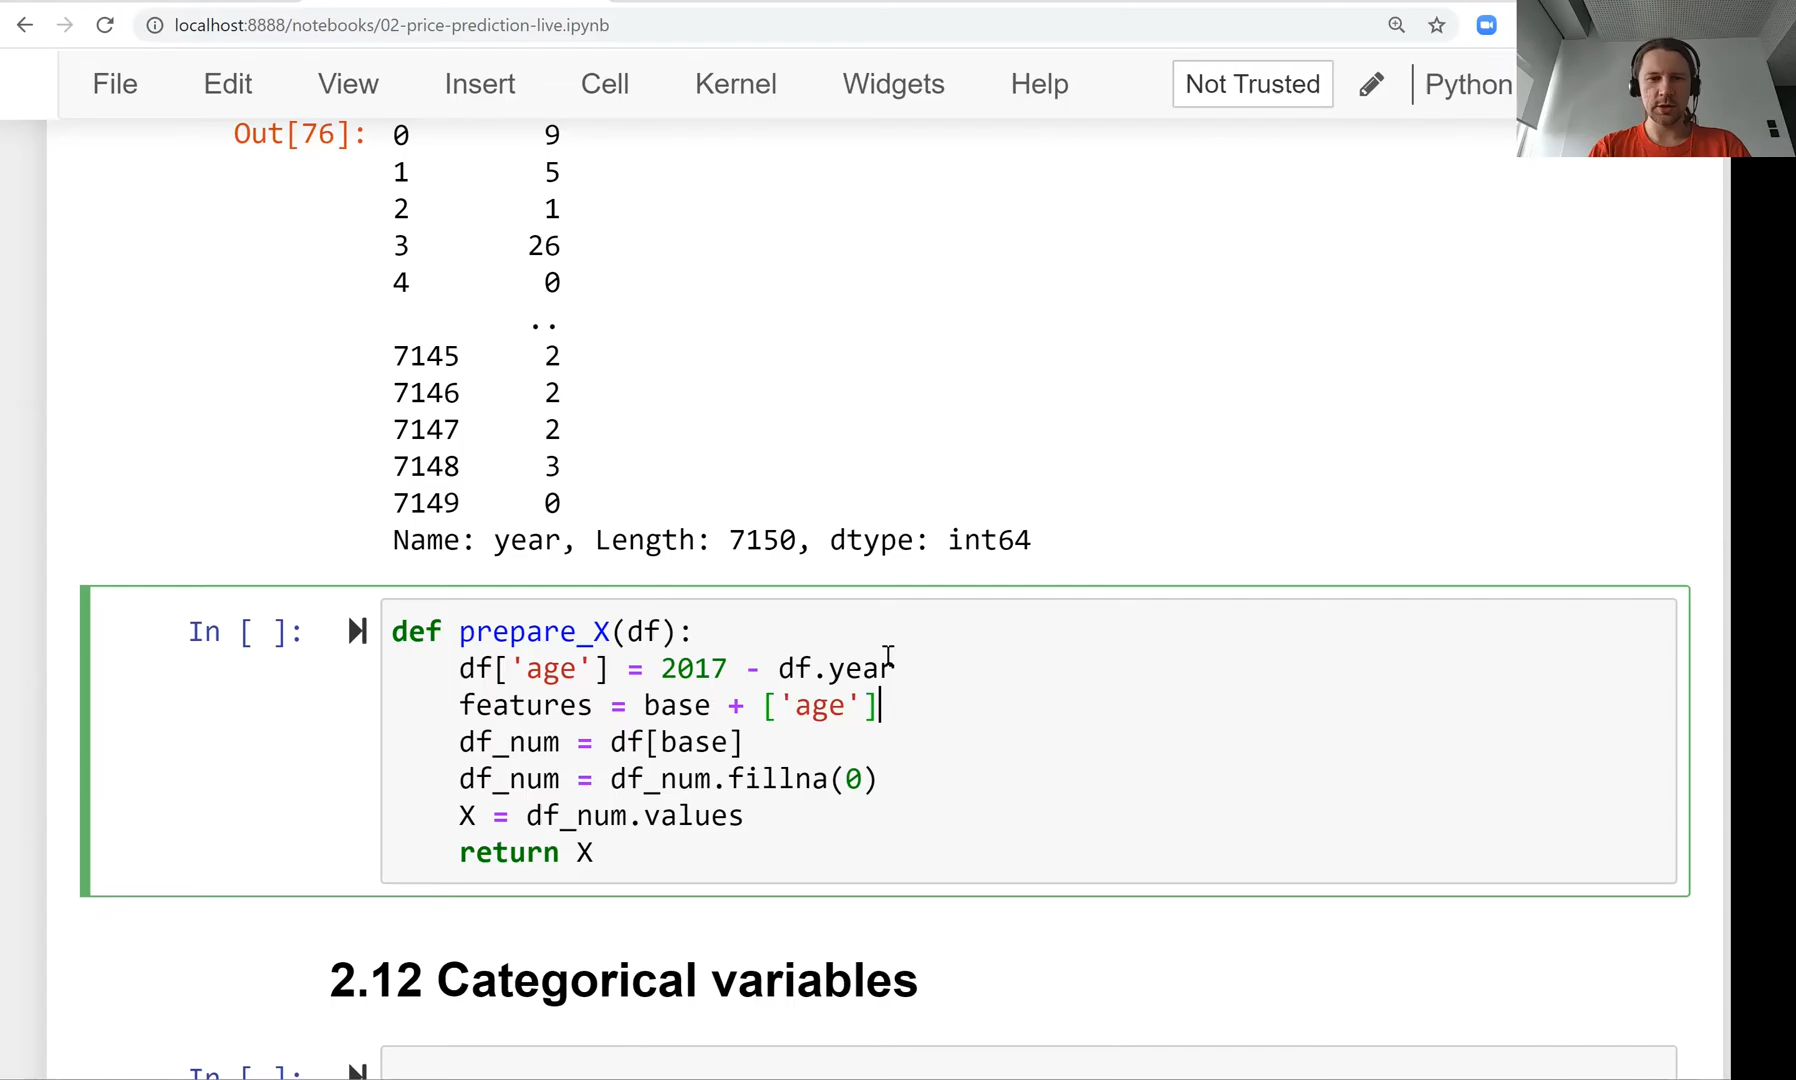 localhost:8888/notebooks/02-price-prediction-live.ipynb
File Edit View Insert Cell Kernel Widgets Help Not Trusted Python
Out[76]: 0 9
1 5
2 1
3 26
4 0
..
7145 2
7146 2
7147 2
7148 3
7149 0
Name: year, Length: 7150, dtype: int64
In [ ]: def prepare_X(df):
df['age'] = 2017 - df.year
features = base + ['age']
df_num = df[base]
df_num = df_num.fillna(0)
X = df_num.values
return X
2.12 Categorical variables
In [ ]: